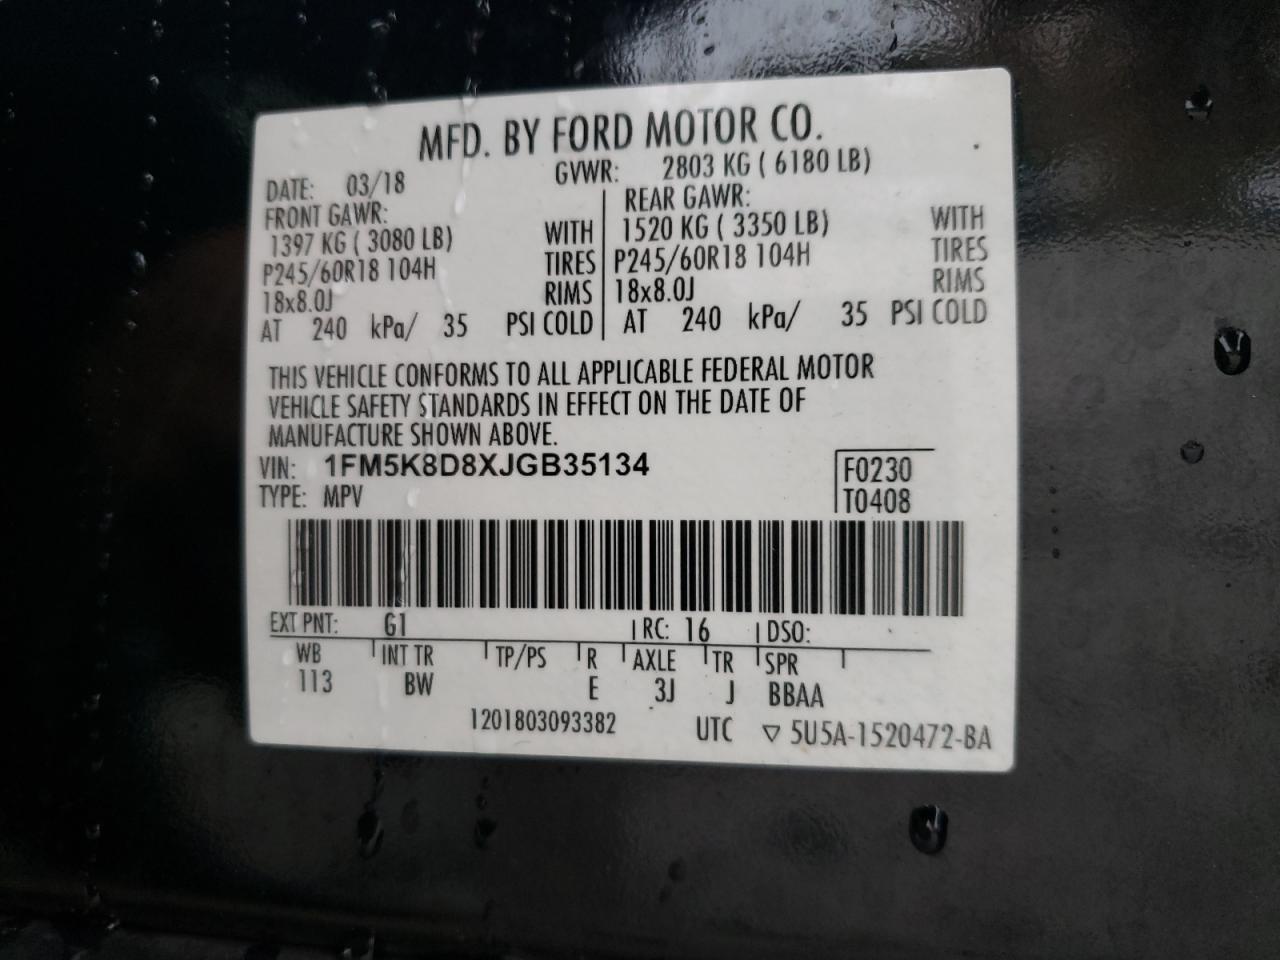 MFD. BY FORD MOTOR CO.
DATE: 03/18 GVWR: 2803 KG ( 6180 LB)
FRONT GAWR: REAR GAWR:
1397 KG ( 3080 LB) WITH 1520 KG ( 3350 LB) WITH
P245/60R18 104H TIRES P245/60R18 104H TIRES
18x8.0J RIMS 18x8.0J RIMS
AT 240 kPa/ 35 PSI COLD AT 240 kPa/ 35 PSI COLD
THIS VEHICLE CONFORMS TO ALL APPLICABLE FEDERAL MOTOR
VEHICLE SAFETY STANDARDS IN EFFECT ON THE DATE OF
MANUFACTURE SHOWN ABOVE.
VIN: 1FM5K8D8XJGB35134 F0230
TYPE: MPV T0408
EXT PNT: G1 RC: 16 DSO:
WB INT TR TP/PS R AXLE TR SPR
113 BW E 3J J BBAA
1201803093382 UTC ▽ 5U5A-1520472-BA